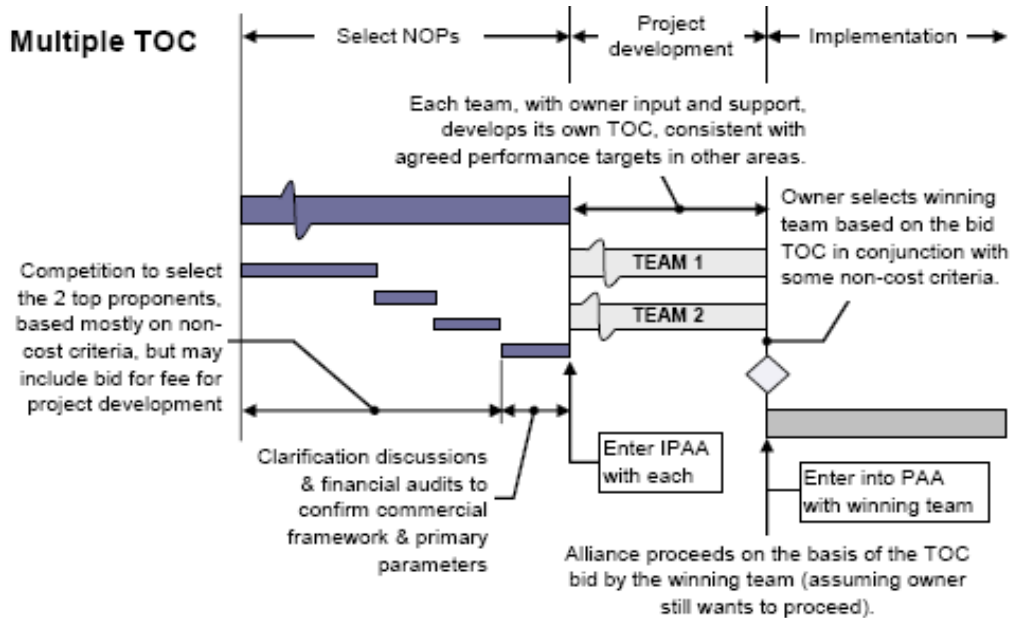 Multiple TOC
Select NOPs
Project
development
Implementation
Each team, with owner input and support,
develops its own TOC, consistent with
agreed performance targets in other areas.
Owner selects winning
team based on the bid
TOC in conjunction with
some non-cost criteria.
TEAM 1
TEAM 2
Competition to select
the 2 top proponents,
based mostly on non-
cost criteria, but may
include bid for fee for
project development
Clarification discussions
& financial audits to
confirm commercial
framework & primary
parameters
Enter IPAA
with each
Enter into PAA
with winning team
Alliance proceeds on the basis of the TOC
bid by the winning team (assuming owner
still wants to proceed).